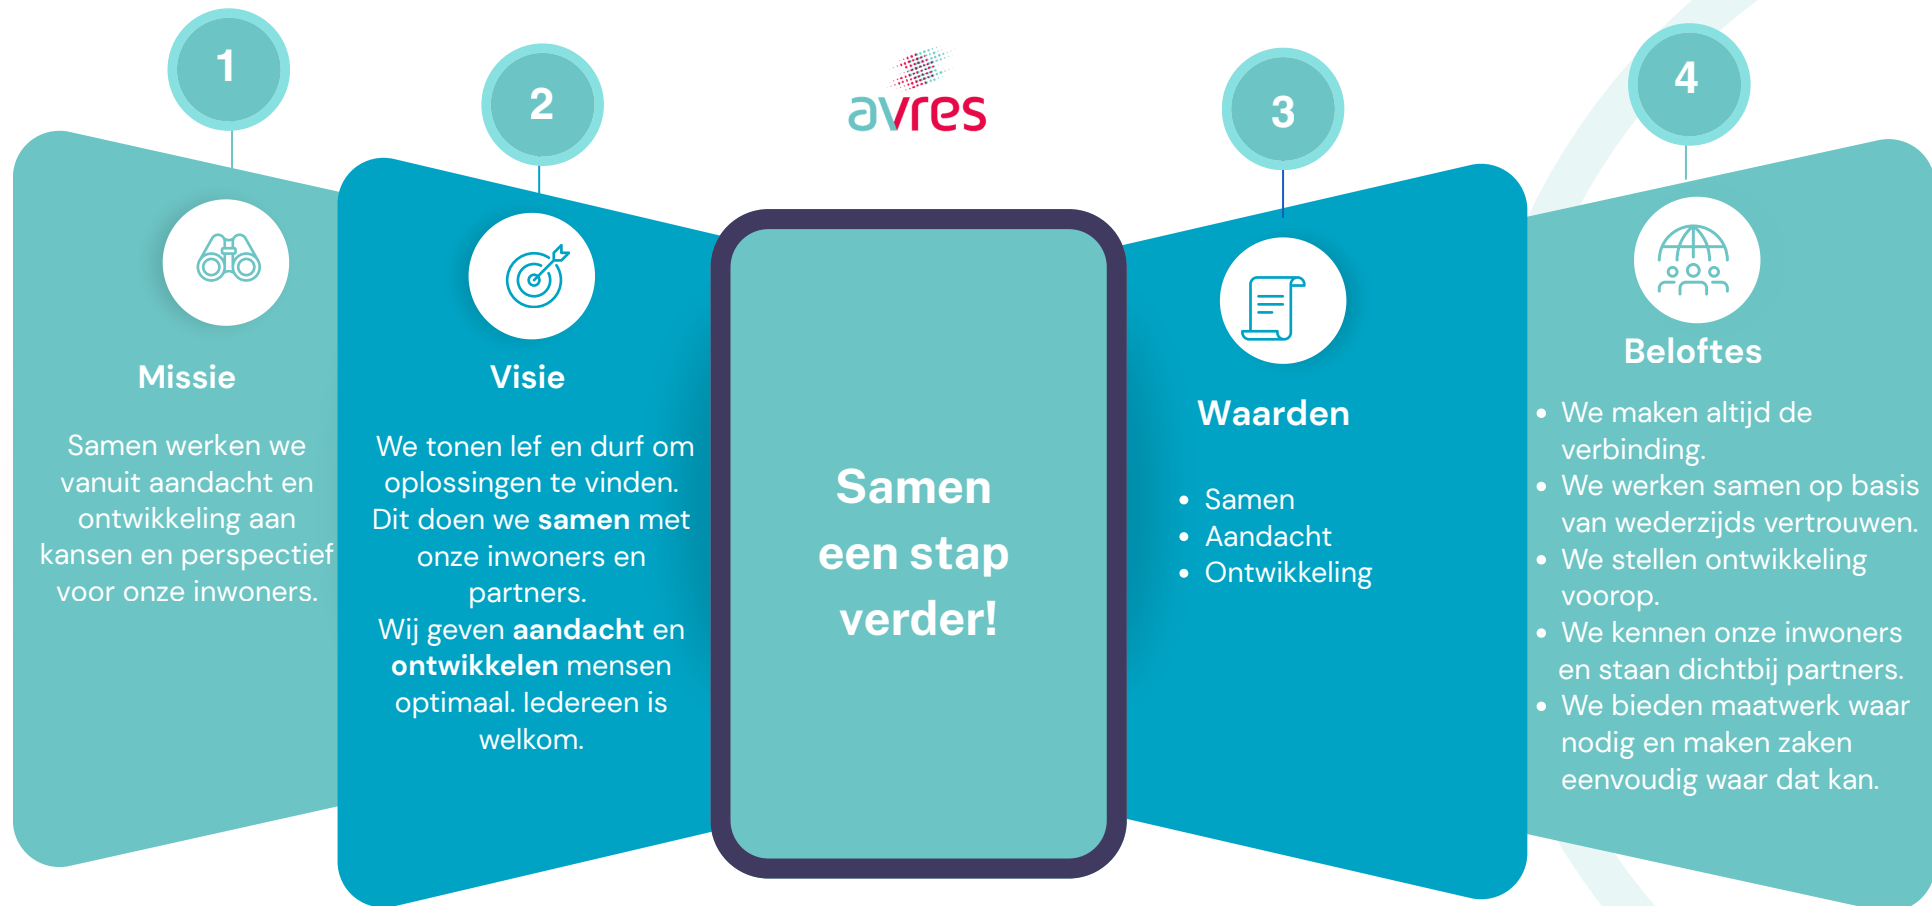 1
Missie
Samen werken we
vanuit aandacht en
ontwikkeling aan
kansen en perspectief
voor onze inwoners.
2
Visie
We tonen lef en durf om
oplossingen te vinden.
Dit doen we samen met
onze inwoners en
partners.
Wij geven aandacht en
ontwikkelen mensen
optimaal. Iedereen is
welkom.
avres
Samen
een stap
verder!
3
Waarden
• Samen
• Aandacht
• Ontwikkeling
4
Beloftes
• We maken altijd de
verbinding.
• We werken samen op basis
van wederzijds vertrouwen.
• We stellen ontwikkeling
voorop.
• We kennen onze inwoners
en staan dichtbij partners.
• We bieden maatwerk waar
nodig en maken zaken
eenvoudig waar dat kan.